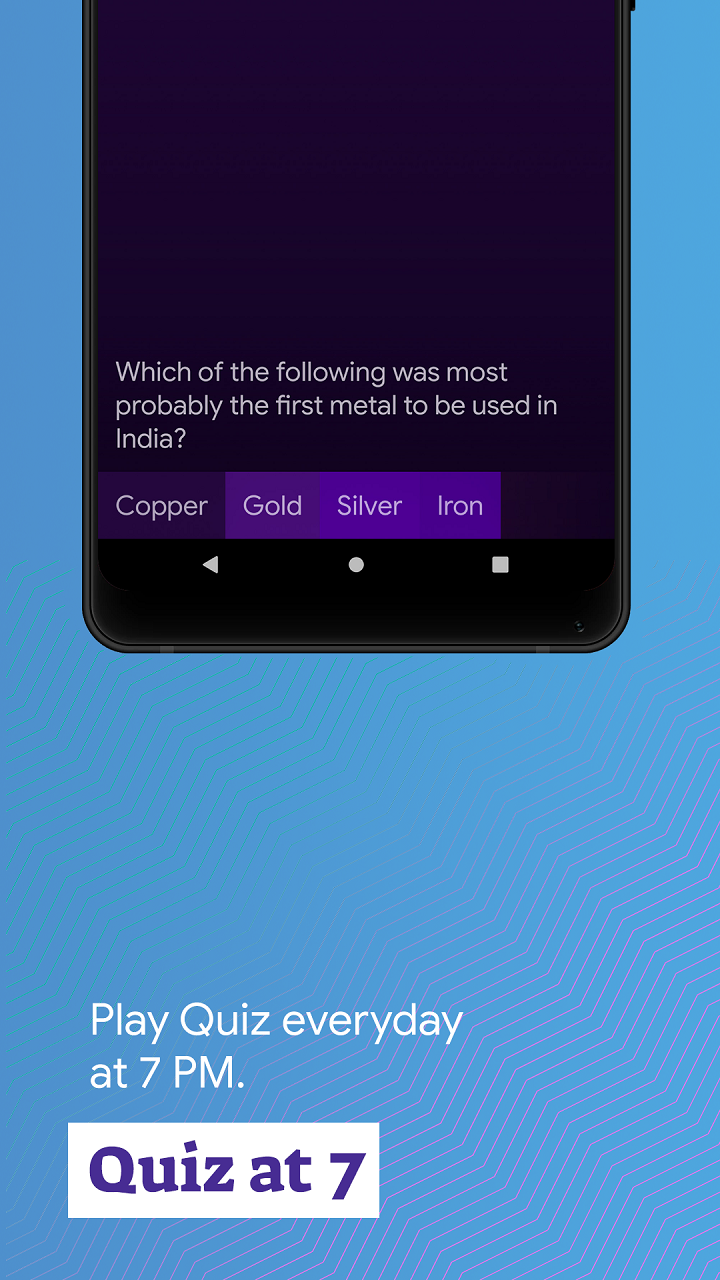 Which of the following was most
probably the first metal to be used in
India?
Copper Gold Silver Iron
Play Quiz everyday
at 7 PM.
Quiz at 7